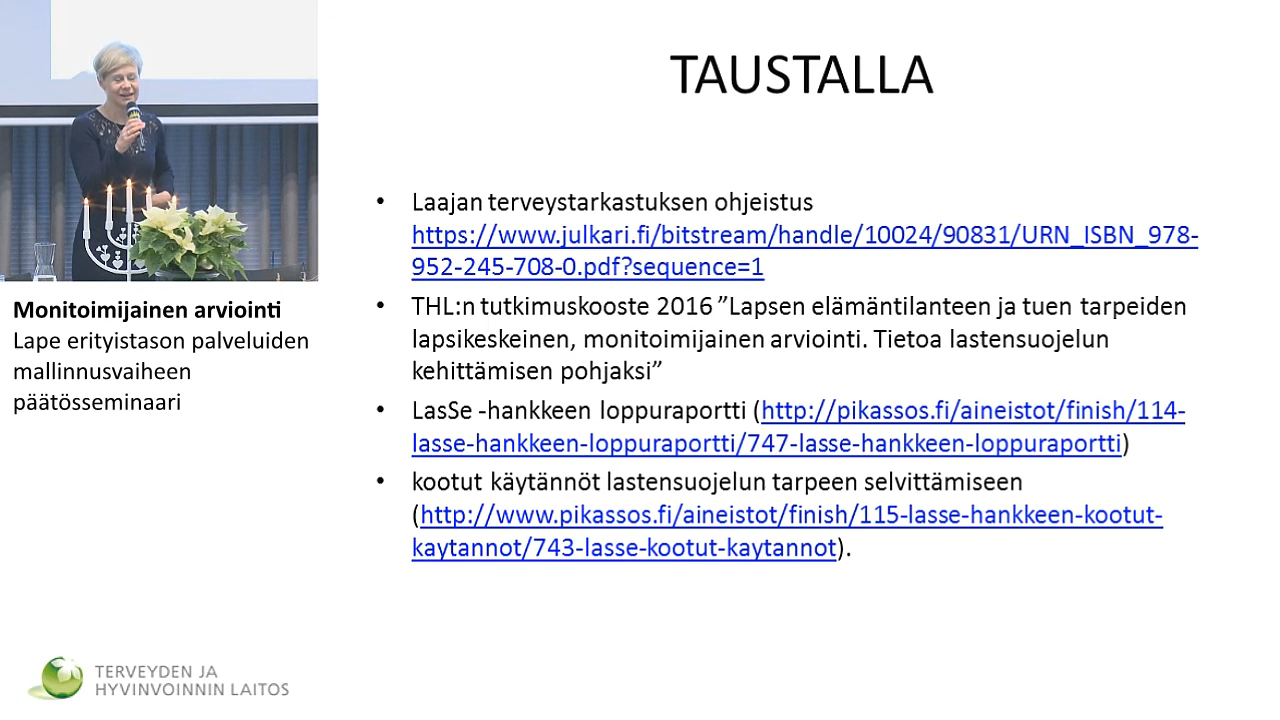 TAUSTALLA
• Laajan terveystarkastuksen ohjeistus
https://www.julkari.fi/bitstream/handle/10024/90831/URN_ISBN_978-
952-245-708-0.pdf?sequence=1
• THL:n tutkimuskooste 2016 ”Lapsen elämäntilanteen ja tuen tarpeiden
lapsikeskeinen, monitoimijainen arviointi. Tietoa lastensuojelun
kehittämisen pohjaksi”
• LasSe -hankkeen loppuraportti (http://pikassos.fi/aineistot/finish/114-
lasse-hankkeen-loppuraportti/747-lasse-hankkeen-loppuraportti)
• kootut käytännöt lastensuojelun tarpeen selvittämiseen
(http://www.pikassos.fi/aineistot/finish/115-lasse-hankkeen-kootut-
kaytannot/743-lasse-kootut-kaytannot).
Monitoimijainen arviointi
Lape erityistason palveluiden
mallinnusvaiheen
päätösseminaari
TERVEYDEN JA
HYVINVOINNIN LAITOS